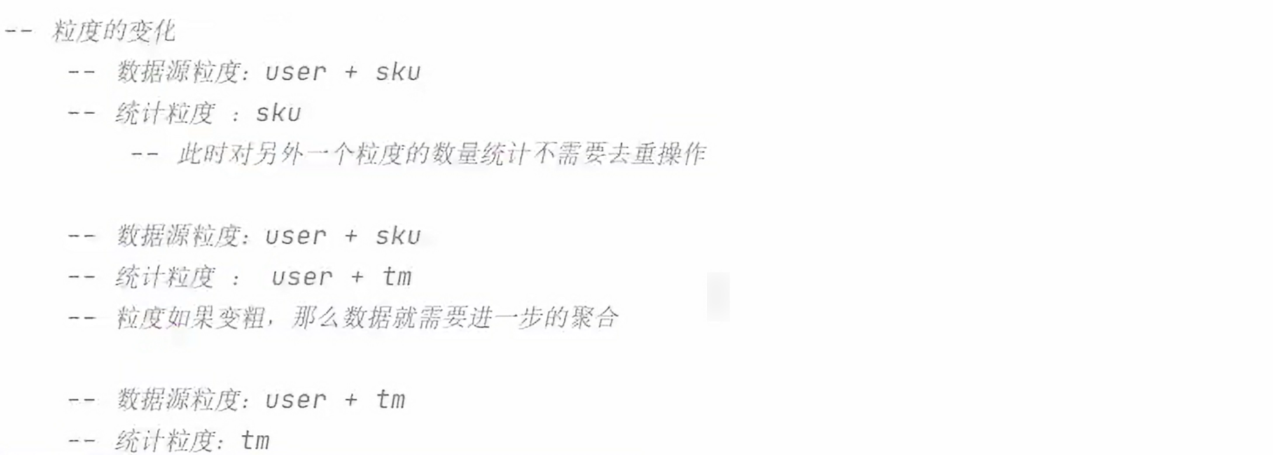 -- 粒度的变化
-- 数据源粒度：user + sku
-- 统计粒度 ：sku
-- 此时对另外一个粒度的数量统计不需要去重操作
-- 数据源粒度：user + sku
-- 统计粒度 ： user + tm
-- 粒度如果变粗，那么数据就需要进一步的聚合
-- 数据源粒度：user + tm
-- 统计粒度：tm